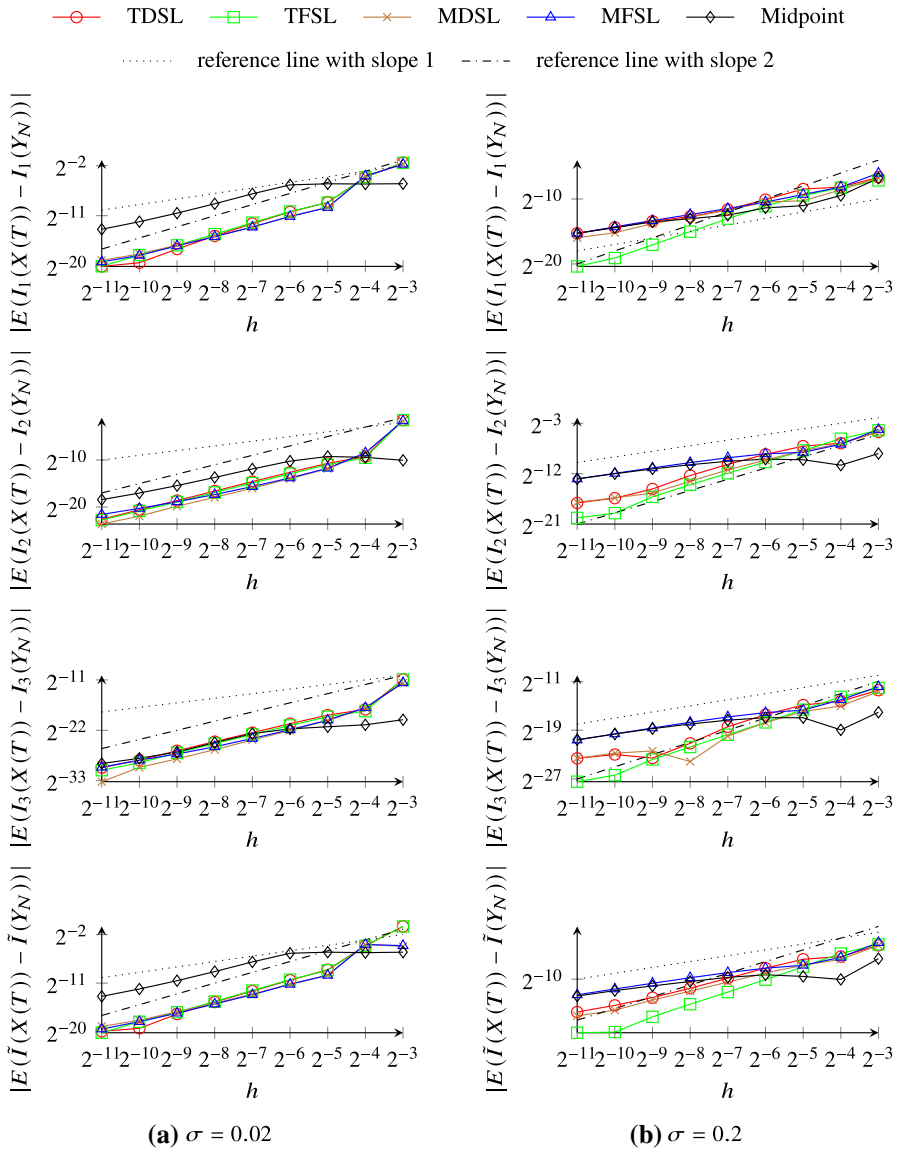 TDSL TFSL MDSL MFSL Midpoint
reference line with slope 1 reference line with slope 2
|E(I₁(X(T)) − I₁(Y_N))|
2⁻²
2⁻¹¹
2⁻²⁰
2⁻¹¹ 2⁻¹⁰ 2⁻⁹ 2⁻⁸ 2⁻⁷ 2⁻⁶ 2⁻⁵ 2⁻⁴ 2⁻³
h
|E(I₁(X(T)) − I₁(Y_N))|
2⁻¹⁰
2⁻²⁰
2⁻¹¹ 2⁻¹⁰ 2⁻⁹ 2⁻⁸ 2⁻⁷ 2⁻⁶ 2⁻⁵ 2⁻⁴ 2⁻³
h
|E(I₂(X(T)) − I₂(Y_N))|
2⁻¹⁰
2⁻²⁰
2⁻¹¹ 2⁻¹⁰ 2⁻⁹ 2⁻⁸ 2⁻⁷ 2⁻⁶ 2⁻⁵ 2⁻⁴ 2⁻³
h
|E(I₂(X(T)) − I₂(Y_N))|
2⁻³
2⁻¹²
2⁻²¹
2⁻¹¹ 2⁻¹⁰ 2⁻⁹ 2⁻⁸ 2⁻⁷ 2⁻⁶ 2⁻⁵ 2⁻⁴ 2⁻³
h
|E(I₃(X(T)) − I₃(Y_N))|
2⁻¹¹
2⁻²²
2⁻³³
2⁻¹¹ 2⁻¹⁰ 2⁻⁹ 2⁻⁸ 2⁻⁷ 2⁻⁶ 2⁻⁵ 2⁻⁴ 2⁻³
h
|E(I₃(X(T)) − I₃(Y_N))|
2⁻¹¹
2⁻¹⁹
2⁻²⁷
2⁻¹¹ 2⁻¹⁰ 2⁻⁹ 2⁻⁸ 2⁻⁷ 2⁻⁶ 2⁻⁵ 2⁻⁴ 2⁻³
h
|E(Ĩ(X(T)) − Ĩ(Y_N))|
2⁻²
2⁻¹¹
2⁻²⁰
2⁻¹¹ 2⁻¹⁰ 2⁻⁹ 2⁻⁸ 2⁻⁷ 2⁻⁶ 2⁻⁵ 2⁻⁴ 2⁻³
h
|E(Ĩ(X(T)) − Ĩ(Y_N))|
2⁻¹⁰
2⁻¹¹ 2⁻¹⁰ 2⁻⁹ 2⁻⁸ 2⁻⁷ 2⁻⁶ 2⁻⁵ 2⁻⁴ 2⁻³
h
(a) σ = 0.02
(b) σ = 0.2